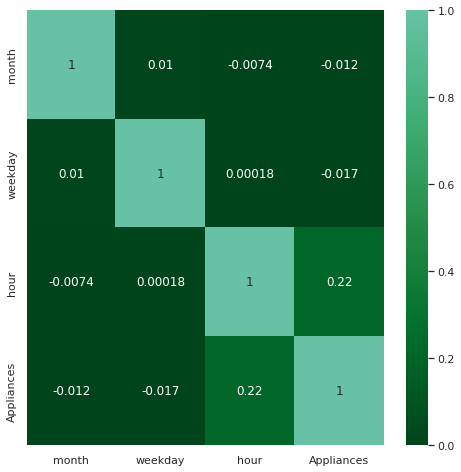 month 1 0.01 -0.0074 -0.012
weekday 0.01 1 0.00018 -0.017
hour -0.0074 0.00018 1 0.22
Appliances -0.012 -0.017 0.22 1
month weekday hour Appliances
1.0
0.8
0.6
0.4
0.2
0.0